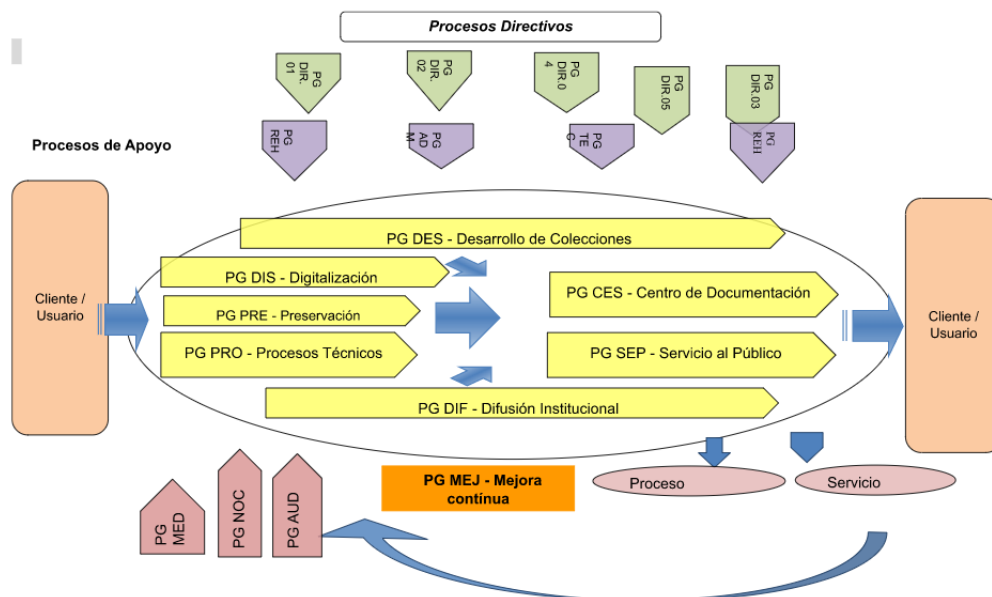 Procesos Directivos
PG
DIR.
01
PG
DIR.
02
PG
DIR.0
4
PG
DIR.05
PG
DIR.03
PG
REH
PG
AD
M
PG
TE
C
PG
REH
Procesos de Apoyo
Cliente /
Usuario
PG DES - Desarrollo de Colecciones
PG DIS - Digitalización
PG PRE - Preservación
PG PRO - Procesos Técnicos
PG CES - Centro de Documentación
PG SEP - Servicio al Público
PG DIF - Difusión Institucional
Cliente /
Usuario
PG
MED
PG NOC
PG AUD
PG MEJ - Mejora
contínua
Proceso
Servicio